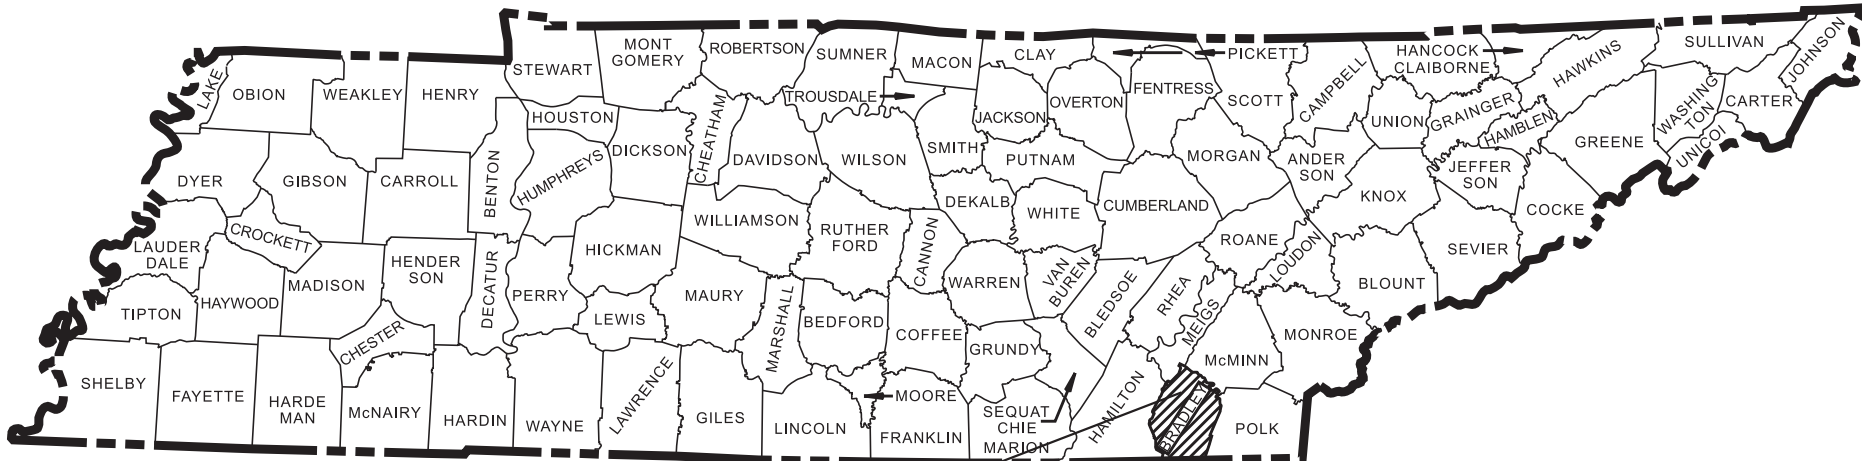 LAKE
OBION
WEAKLEY
HENRY
STEWART
MONT
GOMERY
ROBERTSON
SUMNER
MACON
CLAY
PICKETT
HANCOCK
CLAIBORNE
HAWKINS
SULLIVAN
JOHNSON
TROUSDALE
JACKSON
OVERTON
FENTRESS
SCOTT
CAMPBELL
UNION
GRAINGER
HAMBLEN
GREENE
WASHING
TON
CARTER
UNICOI
HOUSTON
DICKSON
CHEATHAM
DAVIDSON
WILSON
SMITH
PUTNAM
MORGAN
ANDER
SON
JEFFER
SON
DYER
GIBSON
CARROLL
BENTON
HUMPHREYS
WILLIAMSON
RUTHER
FORD
CANNON
DEKALB
WHITE
CUMBERLAND
ROANE
KNOX
SEVIER
COCKE
LAUDER
DALE
CROCKETT
MADISON
HENDER
SON
DECATUR
PERRY
HICKMAN
LEWIS
MAURY
MARSHALL
BEDFORD
COFFEE
WARREN
VAN
BUREN
BLEDSOE
RHEA
MEIGS
LOUDON
BLOUNT
MONROE
TIPTON
HAYWOOD
CHESTER
GRUNDY
McMINN
SHELBY
FAYETTE
HARDE
MAN
McNAIRY
HARDIN
WAYNE
LAWRENCE
GILES
LINCOLN
MOORE
FRANKLIN
SEQUAT
CHIE
MARION
HAMILTON
BRADLEY
POLK